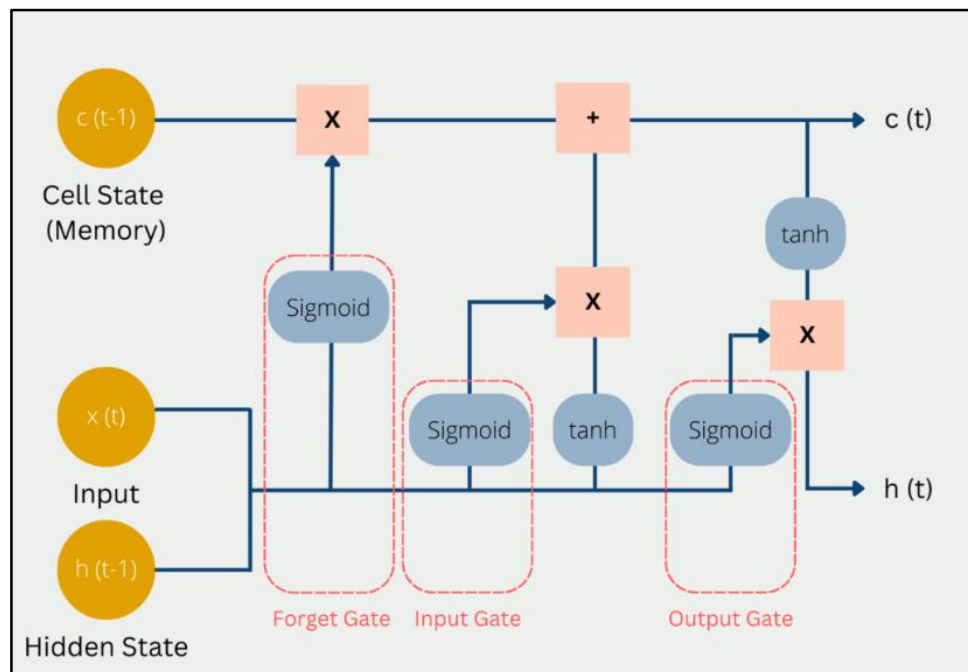 c (t-1)
X
+
c (t)
Cell State
(Memory)
tanh
Sigmoid
X
X
x (t)
Sigmoid
tanh
Sigmoid
Input
h (t)
h (t-1)
Forget Gate
Input Gate
Output Gate
Hidden State